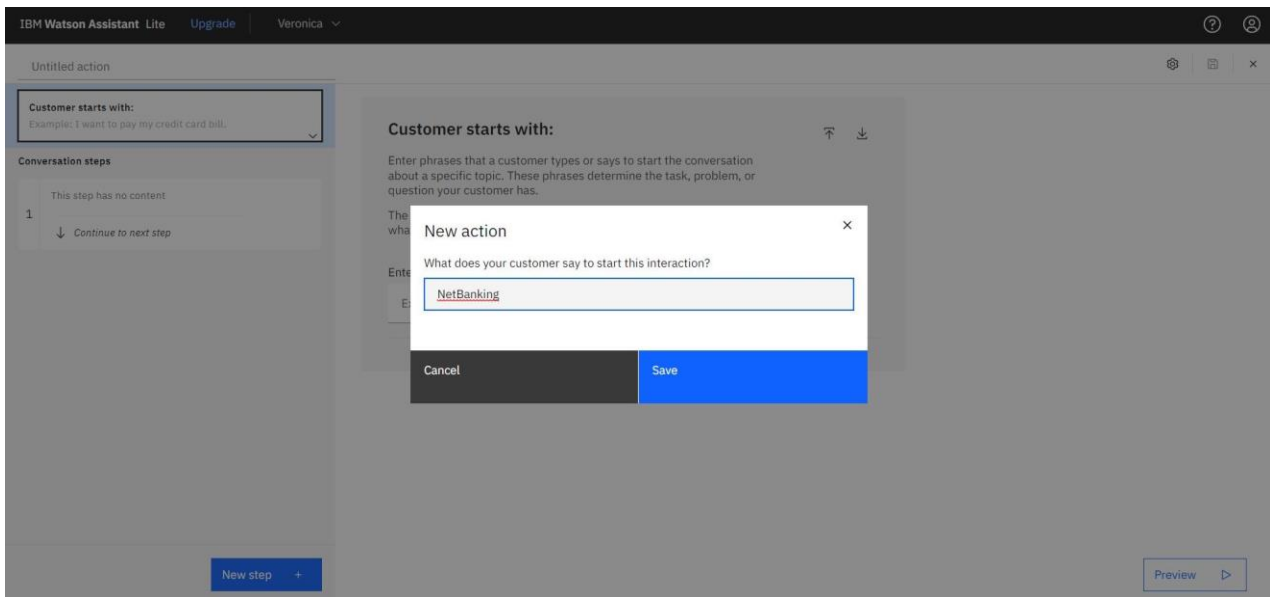 IBM Watson Assistant Lite Upgrade Veronica
Untitled action
Customer starts with:
Example: I want to pay my credit card bill.
Conversation steps
1
This step has no content
Continue to next step
New step +
Customer starts with:
Enter phrases that a customer types or says to start the conversation
about a specific topic. These phrases determine the task, problem, or
question your customer has.
The
wha
Ente
New action
What does your customer say to start this interaction?
NetBanking
Cancel
Save
Preview